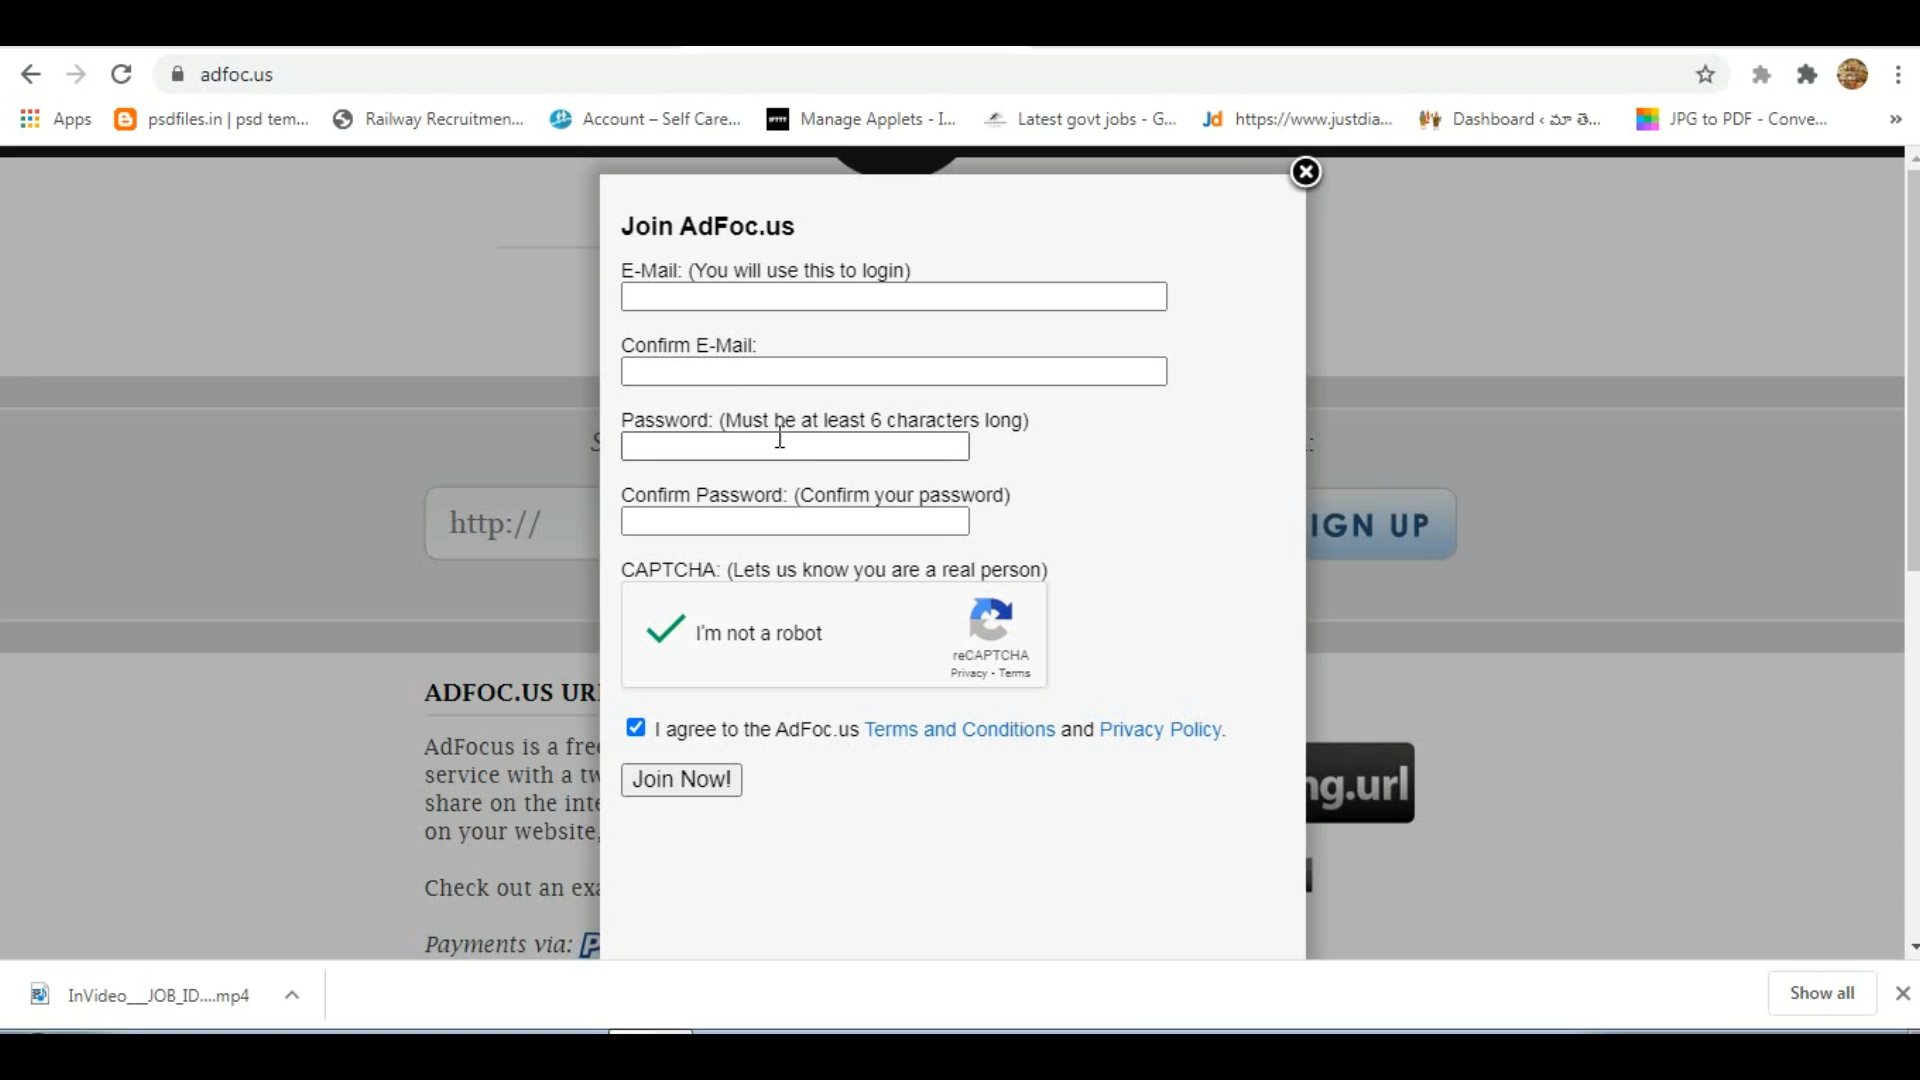 adfoc.us
Apps psdfiles.in | psd tem... Railway Recruitmen... Account – Self Care... Manage Applets - I... Latest govt jobs - G... Jd https://www.justdia... Dashboard ‹ మా తె... JPG to PDF - Conve... »
Join AdFoc.us
E-Mail: (You will use this to login)
Confirm E-Mail:
Password: (Must be at least 6 characters long)
Confirm Password: (Confirm your password)
http://
IGN UP
CAPTCHA: (Lets us know you are a real person)
I'm not a robot
reCAPTCHA
Privacy - Terms
ADFOC.US UR
I agree to the AdFoc.us Terms and Conditions and Privacy Policy.
AdFocus is a fre
service with a tw
share on the inte
on your website,
Join Now!
ng.url
Check out an exa
Payments via: P
InVideo___JOB_ID....mp4
Show all